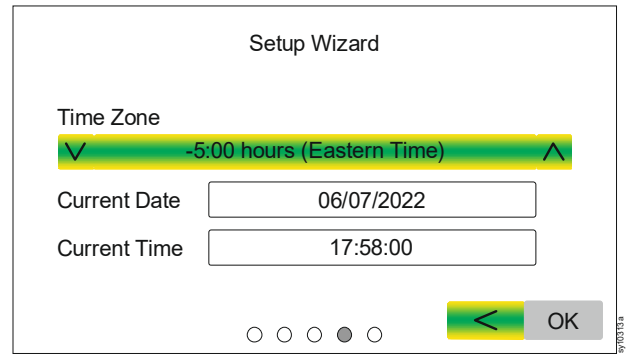 Setup Wizard
Time Zone
-5:00 hours (Eastern Time)
Current Date 06/07/2022
Current Time 17:58:00
< OK
sy10313a